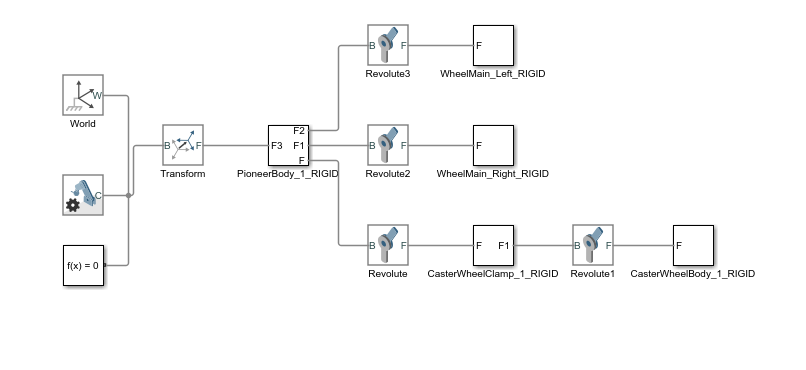 B
F
Revolute3
F
WheelMain_Left_RIGID
W
World
B
F
Transform
F3
F2
F1
F
PioneerBody_1_RIGID
B
F
Revolute2
F
WheelMain_Right_RIGID
C
f(x) = 0
B
F
Revolute
F
F1
CasterWheelClamp_1_RIGID
B
F
Revolute1
F
CasterWheelBody_1_RIGID